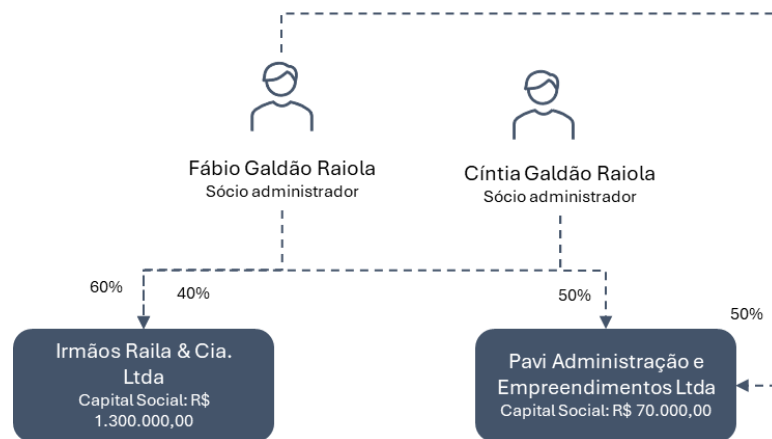 Fábio Galdão Raiola
Sócio administrador
Cíntia Galdão Raiola
Sócio administrador
60%
40%
50%
50%
Irmãos Raila & Cia.
Ltda
Capital Social: R$
1.300.000,00
Pavi Administração e
Empreendimentos Ltda
Capital Social: R$ 70.000,00